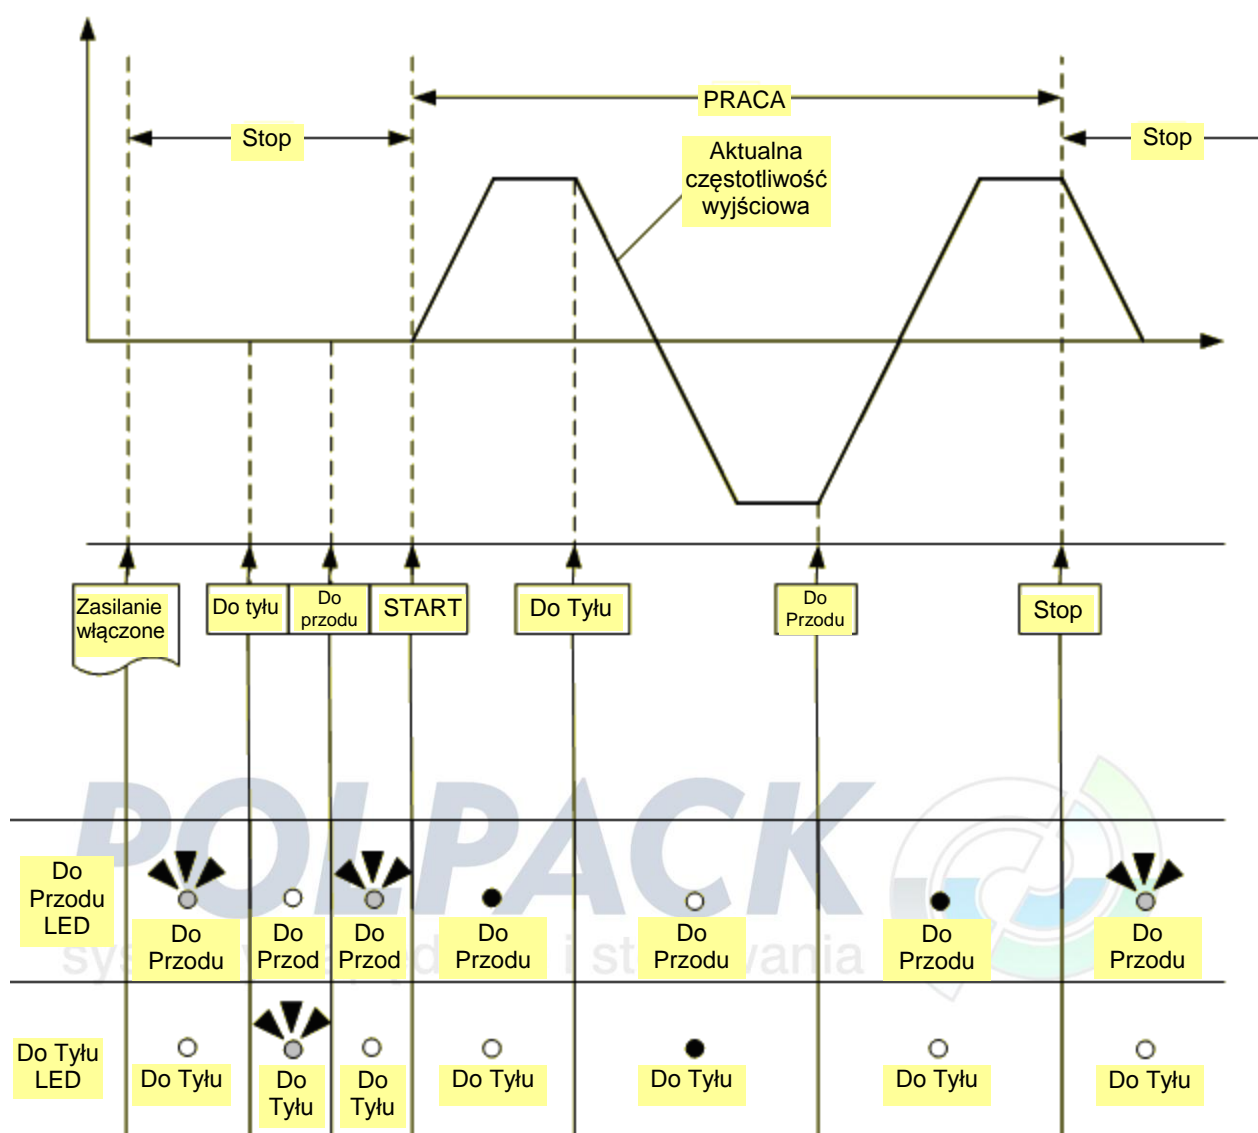 PRACA
Stop
Stop
Aktualna
częstotliwość
wyjściowa
Zasilanie
włączone
Do tyłu
Do
przodu
START
Do Tyłu
Do
Przodu
Stop
POLPACK
Do
Przodu
LED
Do
Przodu
Do
Przod
Do
Przod
Do
Przodu
Do
Przodu
Do
Przodu
Do
Przodu
Do Tyłu
LED
Do Tyłu
Do
Tyłu
Do
Tyłu
Do Tyłu
Do Tyłu
Do Tyłu
Do Tyłu